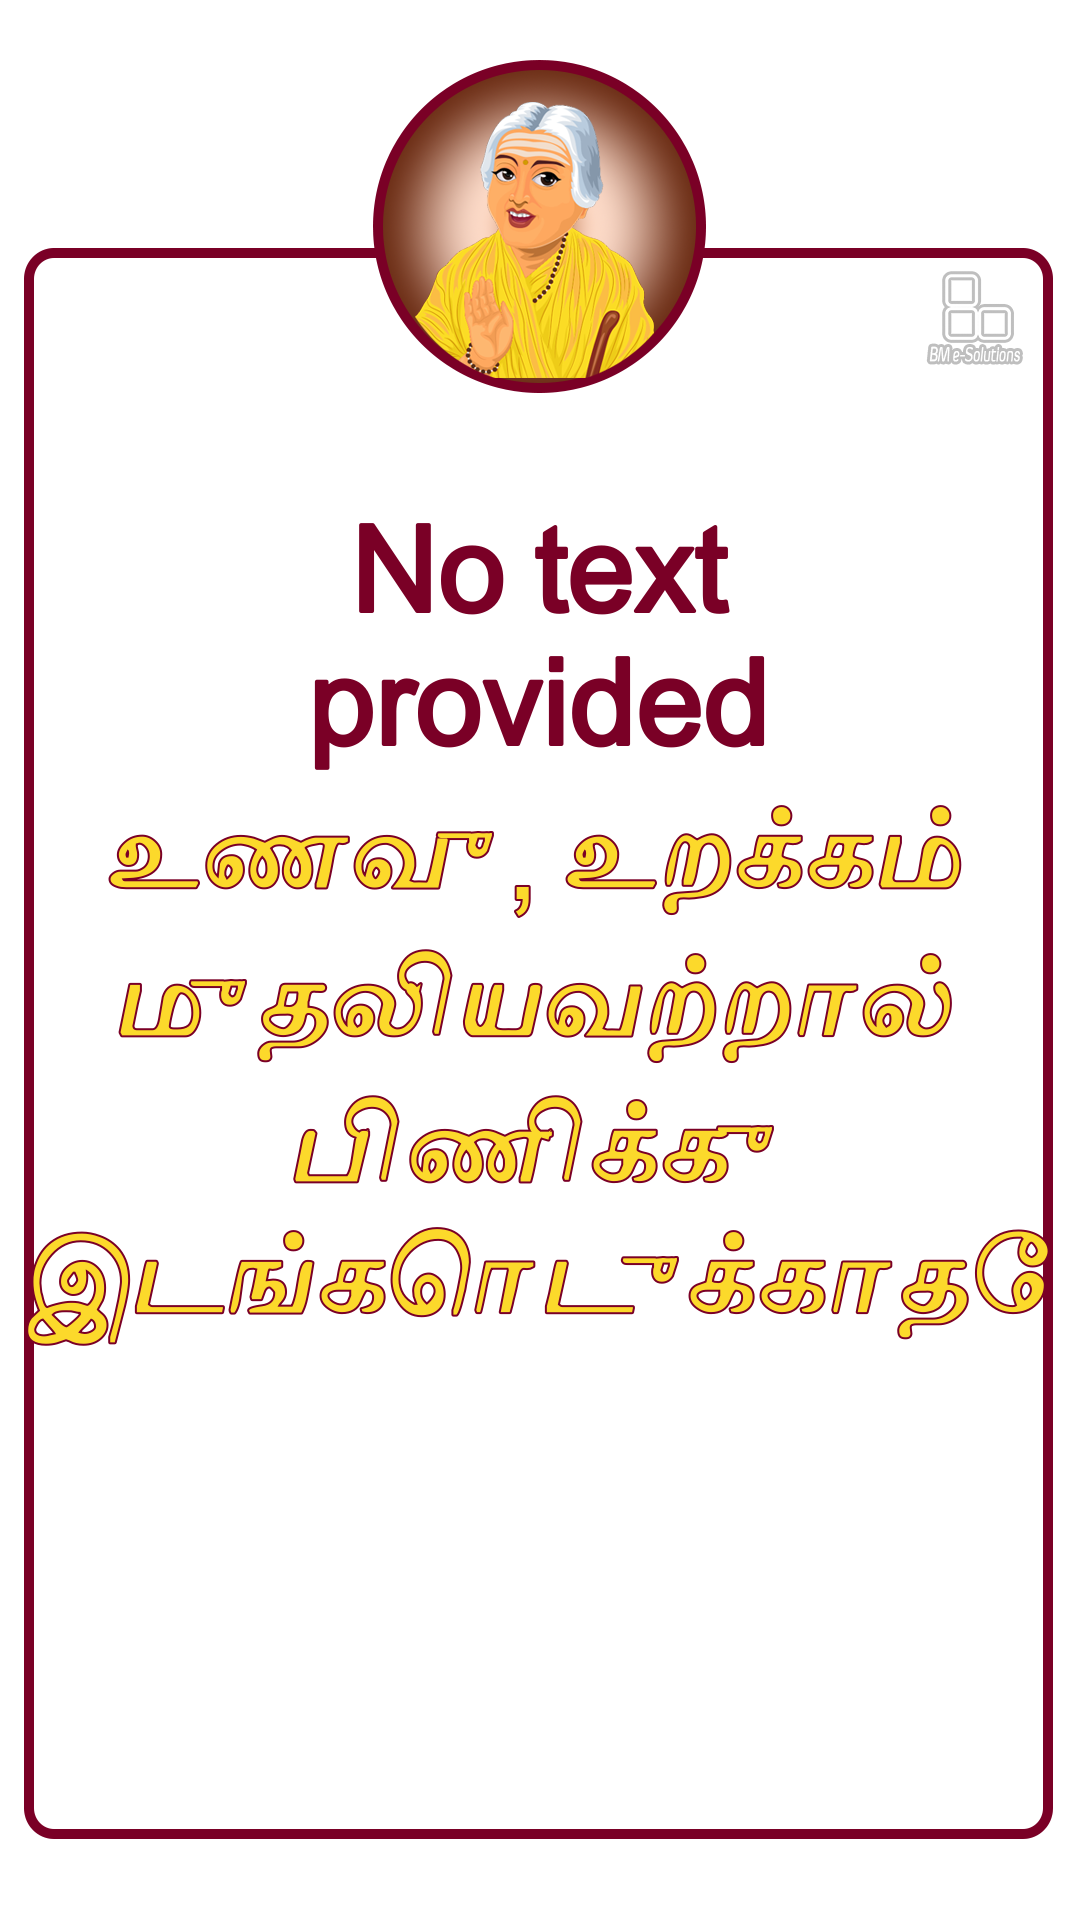 BM e-Solutions
No text
provided
உணவு , உறக்கம்
முதலியவற்றால்
பிணிக்கு
இடங்கொடுக்காதே